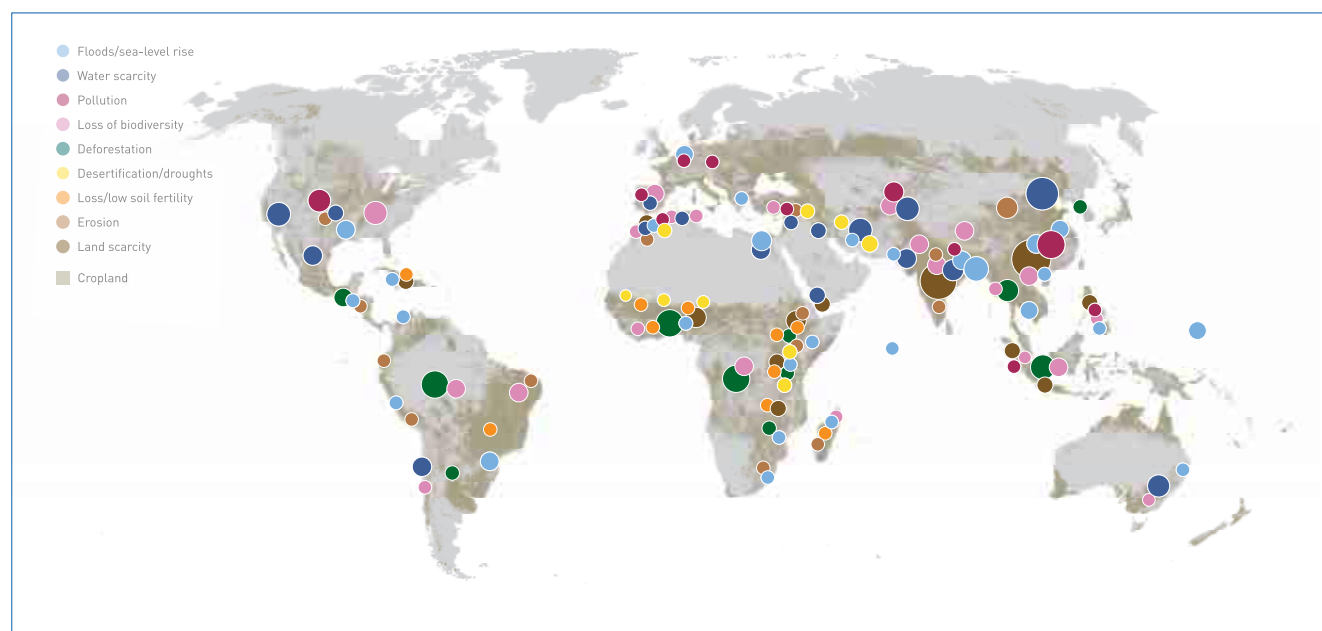 Floods/sea-level rise
Water scarcity
Pollution
Loss of biodiversity
Deforestation
Desertification/droughts
Loss/low soil fertility
Erosion
Land scarcity
Cropland